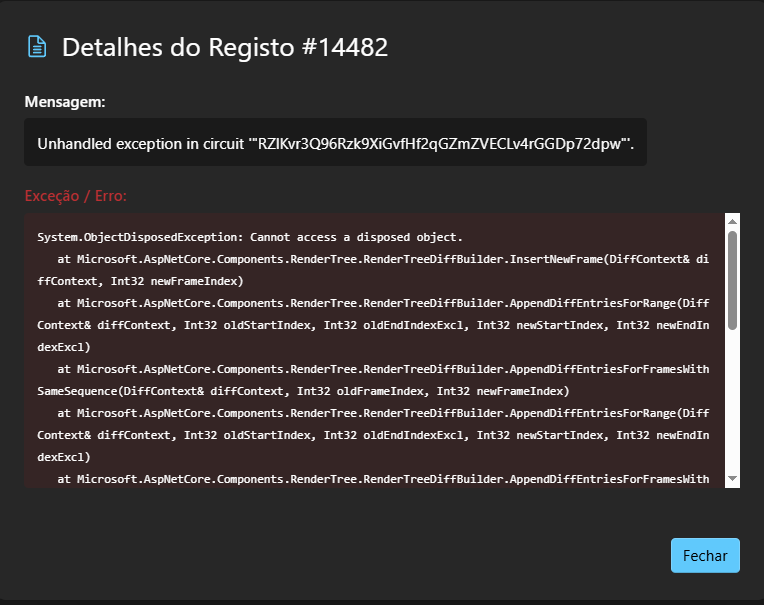 Detalhes do Registo #14482
Mensagem:
Unhandled exception in circuit '"RZlKvr3Q96Rzk9XiGvfHf2qGZmZVECLv4rGGDp72dpw"'.
Exceção / Erro:
System.ObjectDisposedException: Cannot access a disposed object.
at Microsoft.AspNetCore.Components.RenderTree.RenderTreeDiffBuilder.InsertNewFrame(DiffContext& di
ffContext, Int32 newFrameIndex)
at Microsoft.AspNetCore.Components.RenderTree.RenderTreeDiffBuilder.AppendDiffEntriesForRange(Diff
Context& diffContext, Int32 oldStartIndex, Int32 oldEndIndexExcl, Int32 newStartIndex, Int32 newEndIn
dexExcl)
at Microsoft.AspNetCore.Components.RenderTree.RenderTreeDiffBuilder.AppendDiffEntriesForFramesWith
SameSequence(DiffContext& diffContext, Int32 oldFrameIndex, Int32 newFrameIndex)
at Microsoft.AspNetCore.Components.RenderTree.RenderTreeDiffBuilder.AppendDiffEntriesForRange(Diff
Context& diffContext, Int32 oldStartIndex, Int32 oldEndIndexExcl, Int32 newStartIndex, Int32 newEndIn
dexExcl)
at Microsoft.AspNetCore.Components.RenderTree.RenderTreeDiffBuilder.AppendDiffEntriesForFramesWith
Fechar